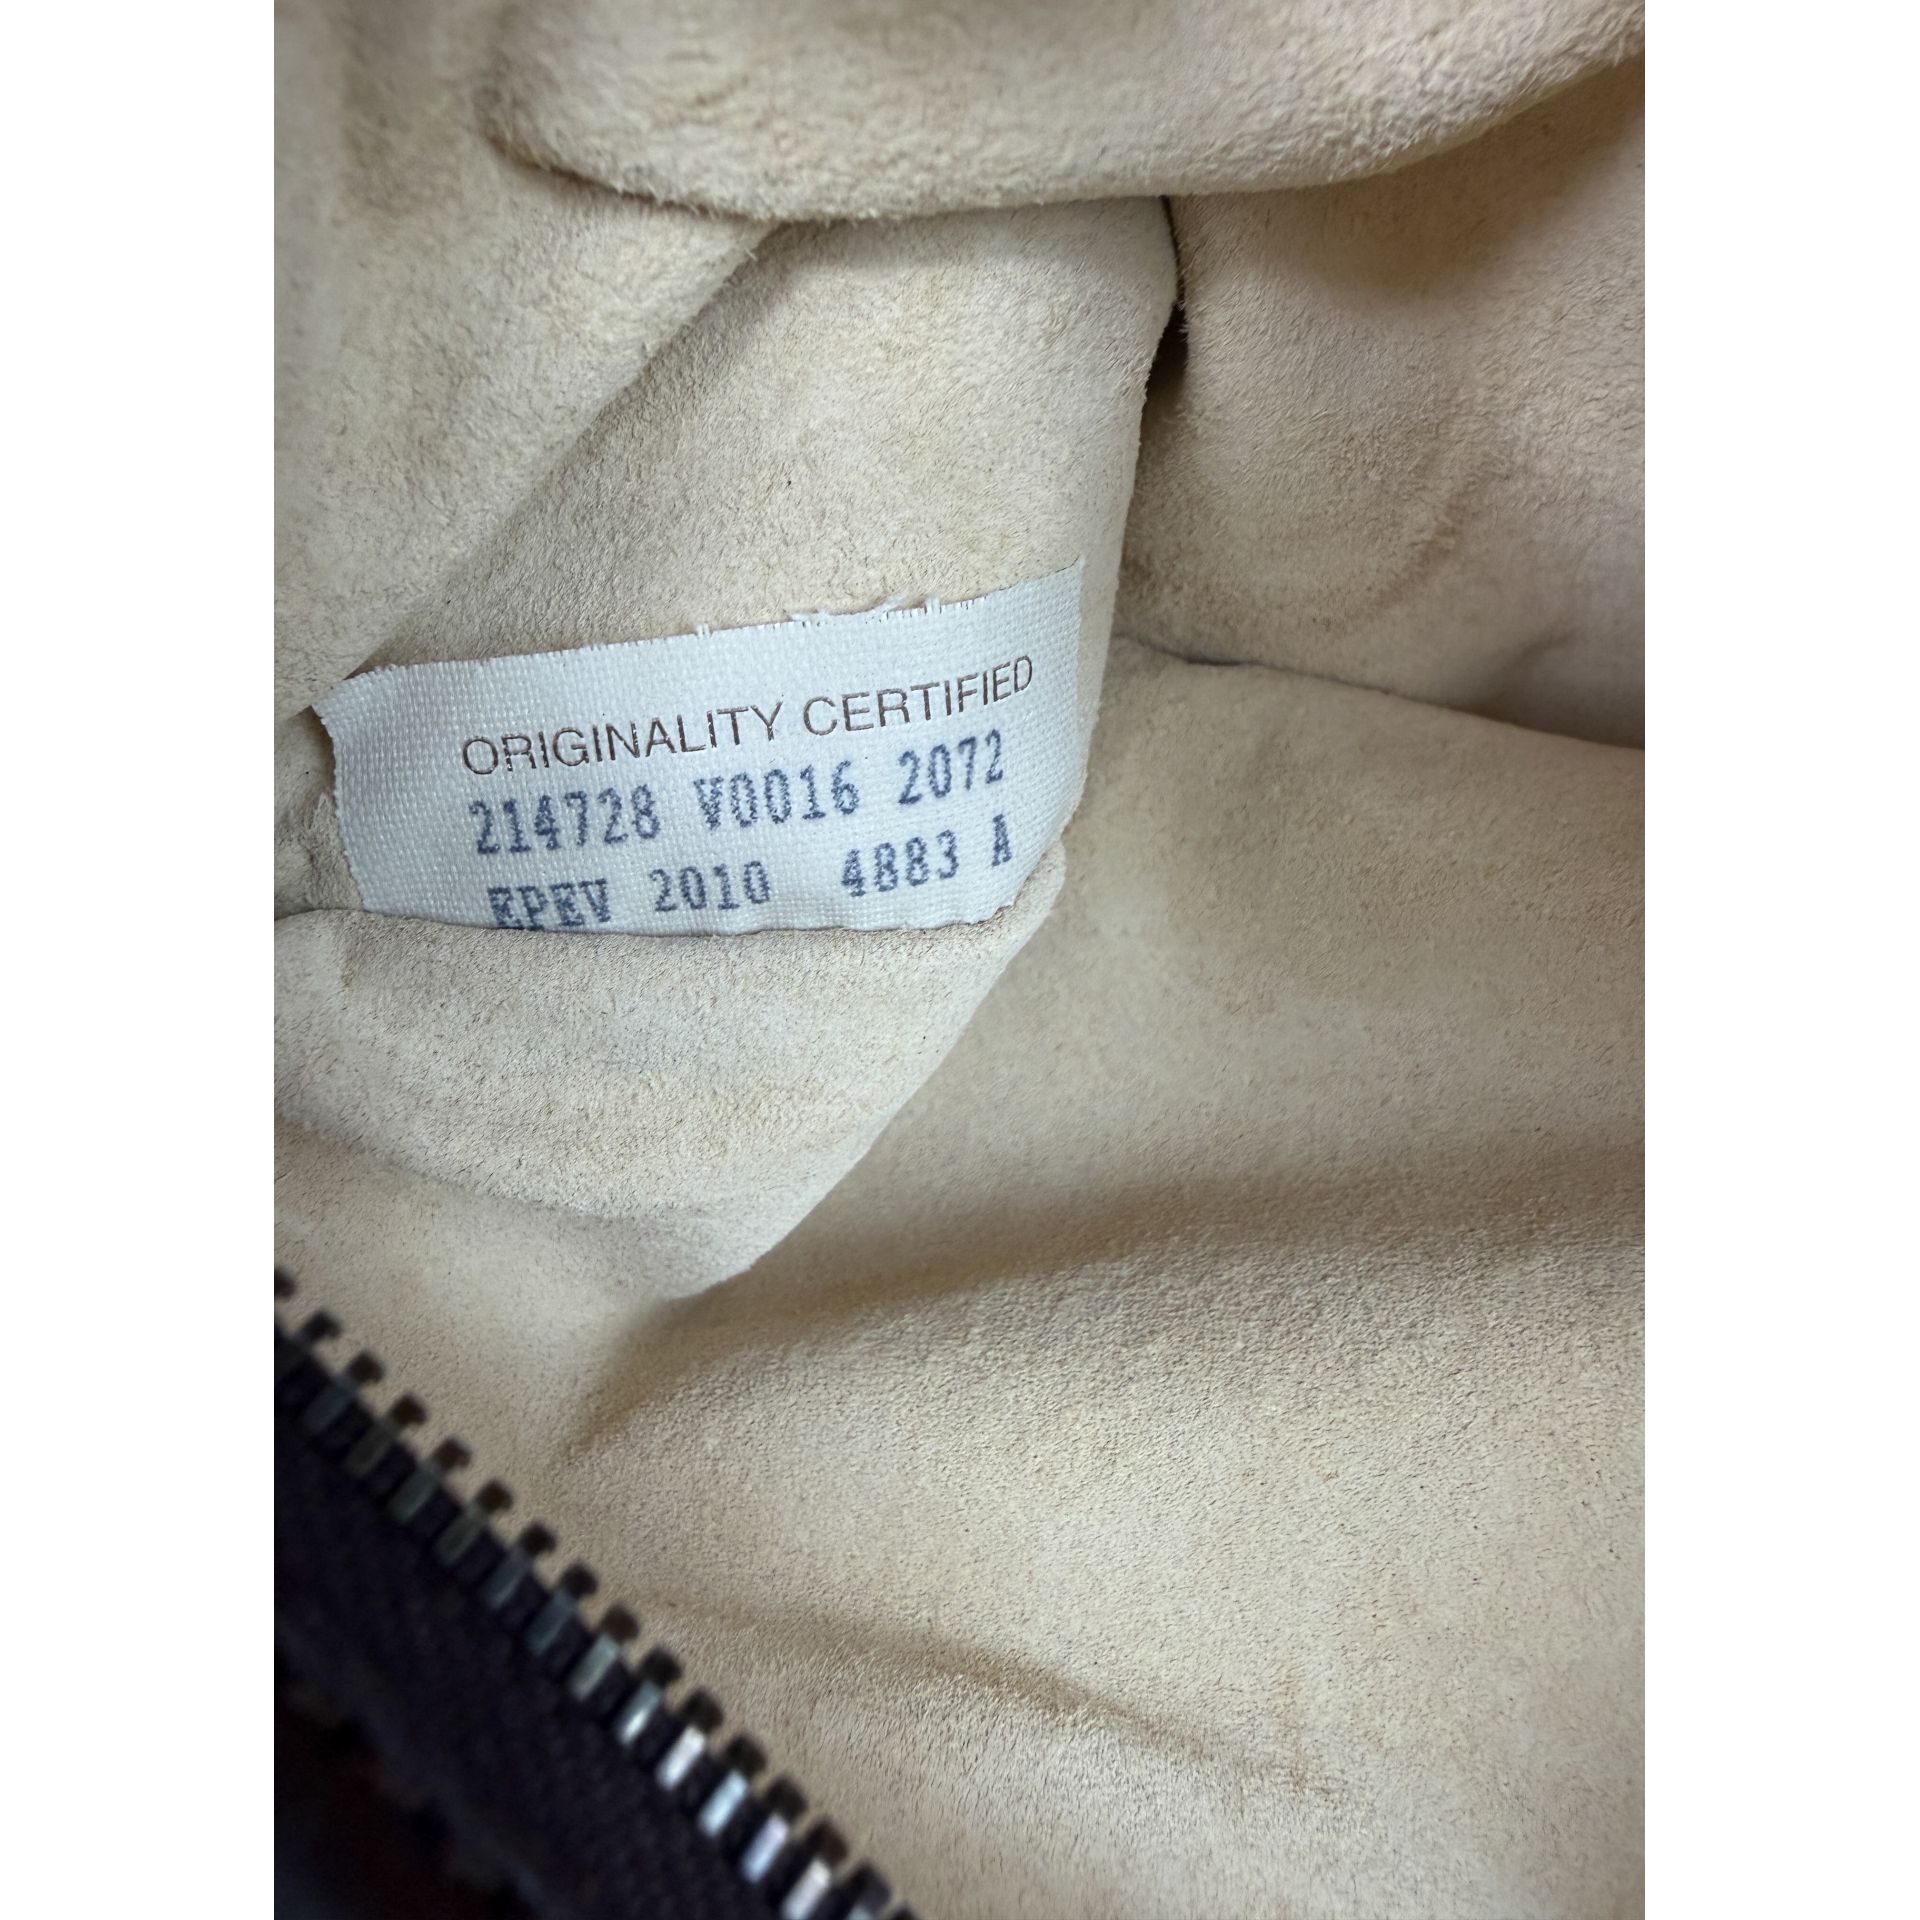 ORIGINALITY CERTIFIED
214728 V0016 2072
EPEV 2010 4883 A